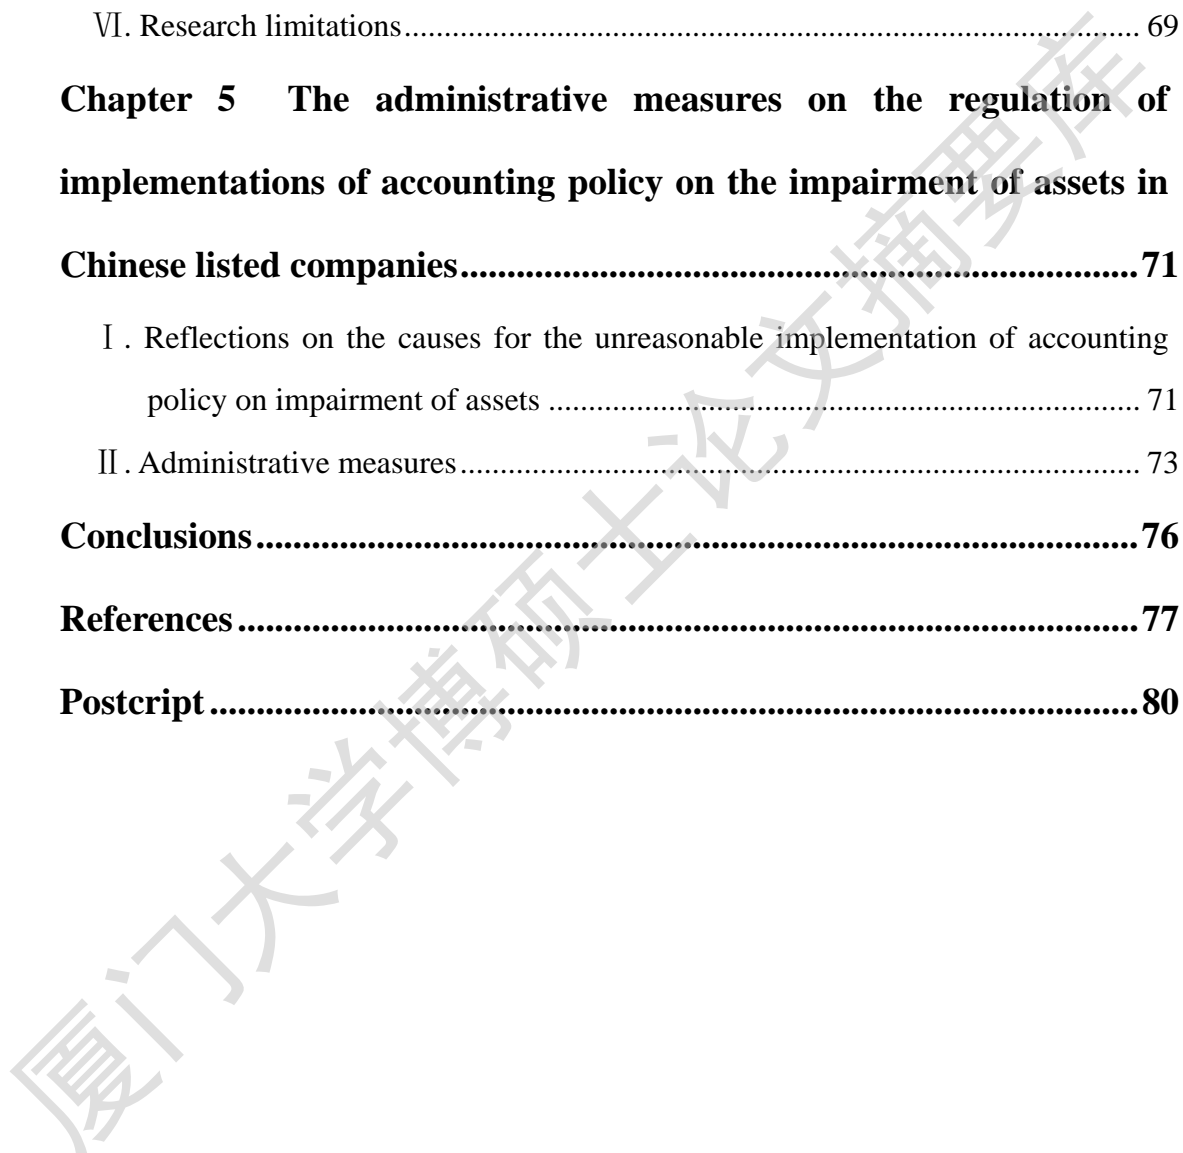 Ⅵ. Research limitations.......................................................................................... 69
Chapter 5 The administrative measures on the regulation of
implementations of accounting policy on the impairment of assets in
Chinese listed companies.........................................................................71
Ⅰ. Reflections on the causes for the unreasonable implementation of accounting
policy on impairment of assets ......................................................................... 71
Ⅱ. Administrative measures.................................................................................... 73
Conclusions...............................................................................................76
References.................................................................................................77
Postcript....................................................................................................80
厦门大学博硕士论文摘要库